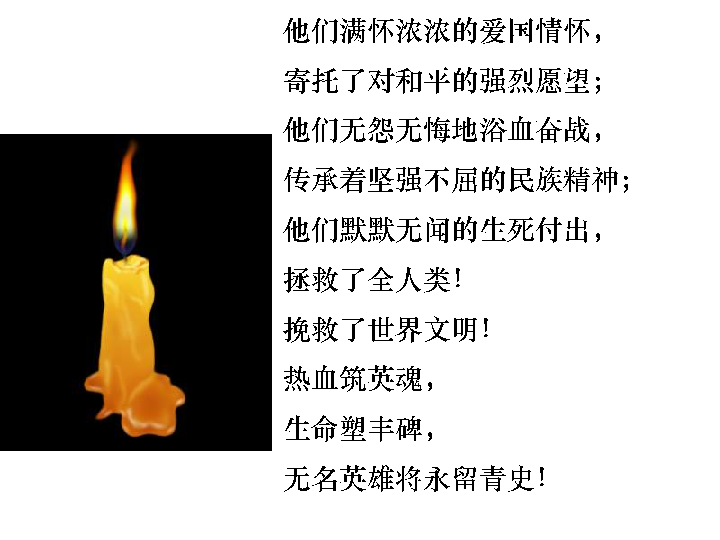 他们满怀浓浓的爱国情怀，
寄托了对和平的强烈愿望；
他们无怨无悔地浴血奋战，
传承着坚强不屈的民族精神；
他们默默无闻的生死付出，
拯救了全人类！
挽救了世界文明！
热血筑英魂，
生命塑丰碑，
无名英雄将永留青史！